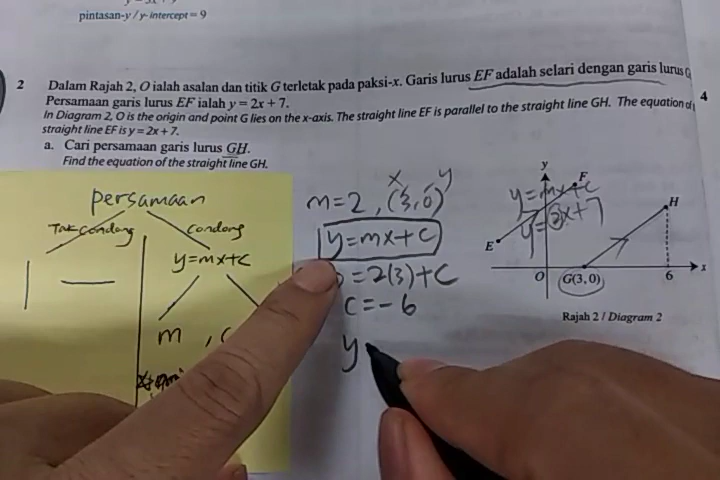 pintasan-y / y-intercept = 9
2 Dalam Rajah 2, O ialah asalan dan titik G terletak pada paksi-x. Garis lurus EF adalah selari dengan garis lurus
Persamaan garis lurus EF ialah y = 2x + 7.
In Diagram 2, O is the origin and point G lies on the x-axis. The straight line EF is parallel to the straight line GH. The equation
straight line EF is y = 2x + 7.
a. Cari persamaan garis lurus GH.
Find the equation of the straight line GH.
4
persamaan
Tak condong
Condong
y=mx+c
m , c
m=2 , (3,0)
x y
y=mx+c
=2(3)+c
c=-6
y
y
F
y=mx+c
y=2x+7
H
E
O
G(3, 0)
6
x
Rajah 2 / Diagram 2